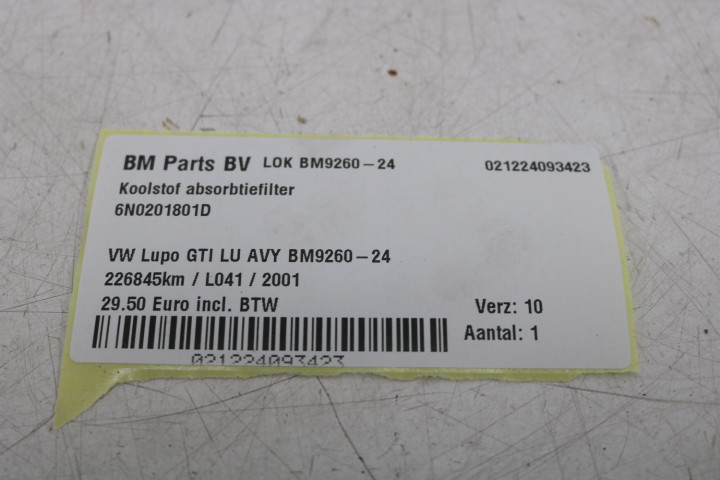 BM Parts BV LOK BM9260-24 021224093423
Koolstof absorbtiefilter
6N0201801D
VW Lupo GTI LU AVY BM9260-24
226845km / L041 / 2001
29.50 Euro incl. BTW Verz: 10
Aantal: 1
021224093423